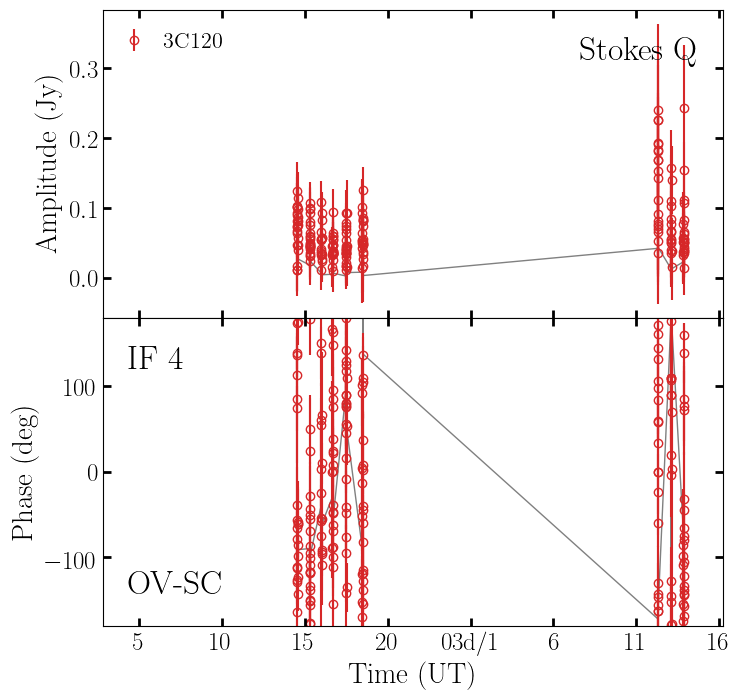 3C120
Stokes Q
Amplitude (Jy)
0.3
0.2
0.1
0.0
IF 4
OV-SC
Phase (deg)
100
0
−100
5 10 15 20 03d/1 6 11 16
Time (UT)